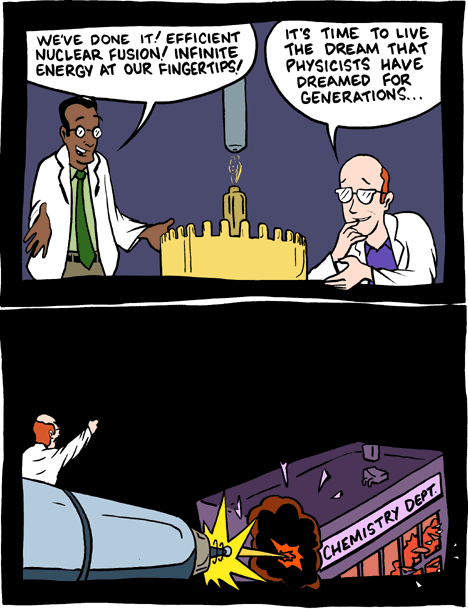 WE'VE DONE IT! EFFICIENT
NUCLEAR FUSION! INFINITE
ENERGY AT OUR FINGERTIPS!
IT'S TIME TO LIVE
THE DREAM THAT
PHYSICISTS HAVE
DREAMED FOR
GENERATIONS...
CHEMISTRY DEPT.